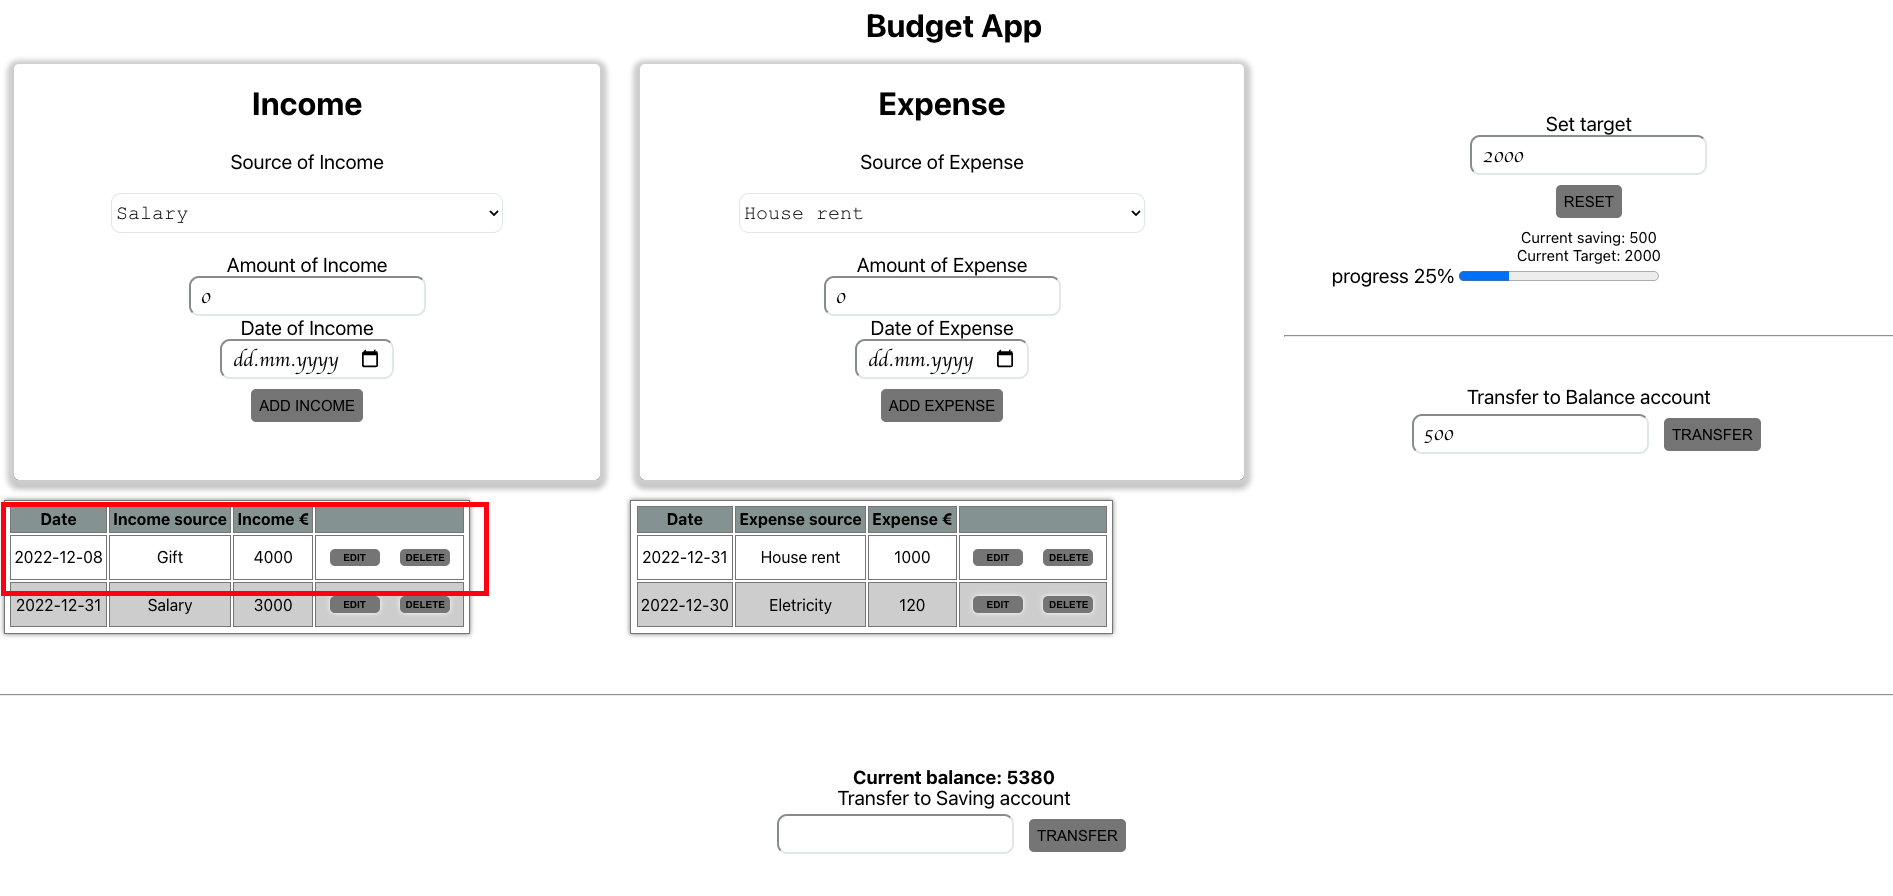 Budget App
Income
Source of Income
Salary
Amount of Income
0
Date of Income
dd.mm.yyyy
ADD INCOME
Expense
Source of Expense
House rent
Amount of Expense
0
Date of Expense
dd.mm.yyyy
ADD EXPENSE
Set target
2000
RESET
Current saving: 500
Current Target: 2000
progress 25%
Transfer to Balance account
500 TRANSFER
Date Income source Income €
2022-12-08 Gift 4000 EDIT DELETE
2022-12-31 Salary 3000 EDIT DELETE
Date Expense source Expense €
2022-12-31 House rent 1000 EDIT DELETE
2022-12-30 Eletricity 120 EDIT DELETE
Current balance: 5380
Transfer to Saving account
TRANSFER